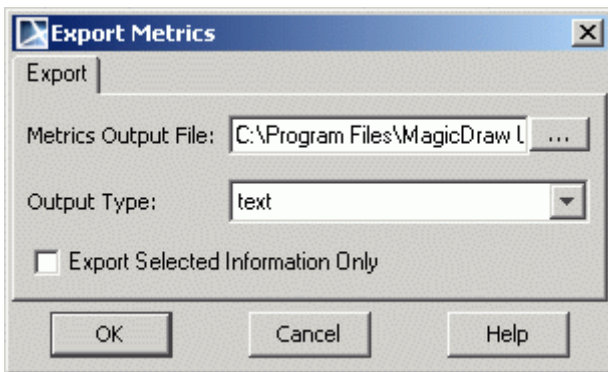 Export Metrics
Export
Metrics Output File: C:\Program Files\MagicDraw U ...
Output Type: text
Export Selected Information Only
OK Cancel Help